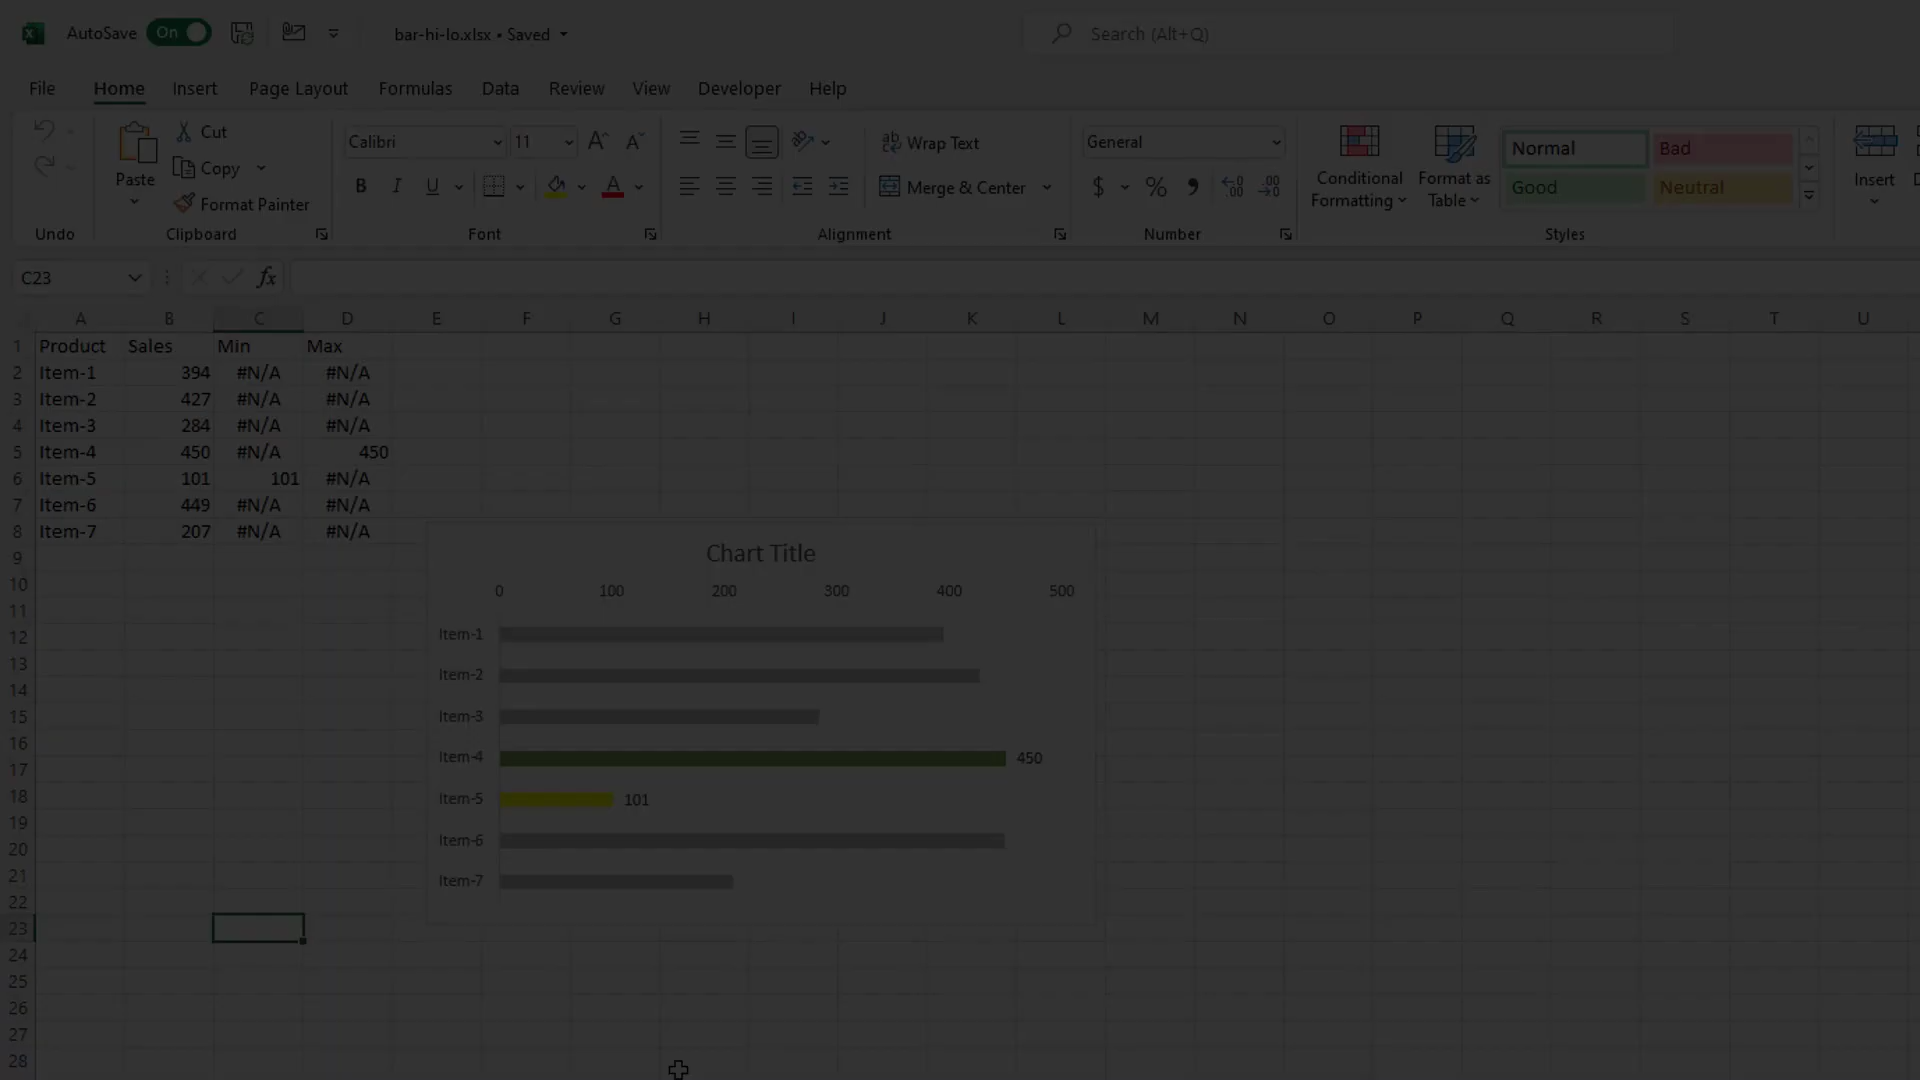 AutoSave On bar-hi-lo.xlsx • Saved Search (Alt+Q)
File Home Insert Page Layout Formulas Data Review View Developer Help
Paste
Cut
Copy
Format Painter
Calibri 11
B I U A
Wrap Text
Merge & Center
General
$ % 9
Conditional Formatting
Format as Table
Normal Bad
Good Neutral
Insert
Undo Clipboard Font Alignment Number Styles
C23 fx
A B C D E F G H I J K L M N O P Q R S T U
1 Product Sales Min Max
2 Item-1 394 #N/A #N/A
3 Item-2 427 #N/A #N/A
4 Item-3 284 #N/A #N/A
5 Item-4 450 #N/A 450
6 Item-5 101 101 #N/A
7 Item-6 449 #N/A #N/A
8 Item-7 207 #N/A #N/A
9
10
11
12
13
14
15
16
17
18
19
20
21
22
23
24
25
26
27
28
Chart Title
0 100 200 300 400 500
Item-1
Item-2
Item-3
Item-4 450
Item-5 101
Item-6
Item-7